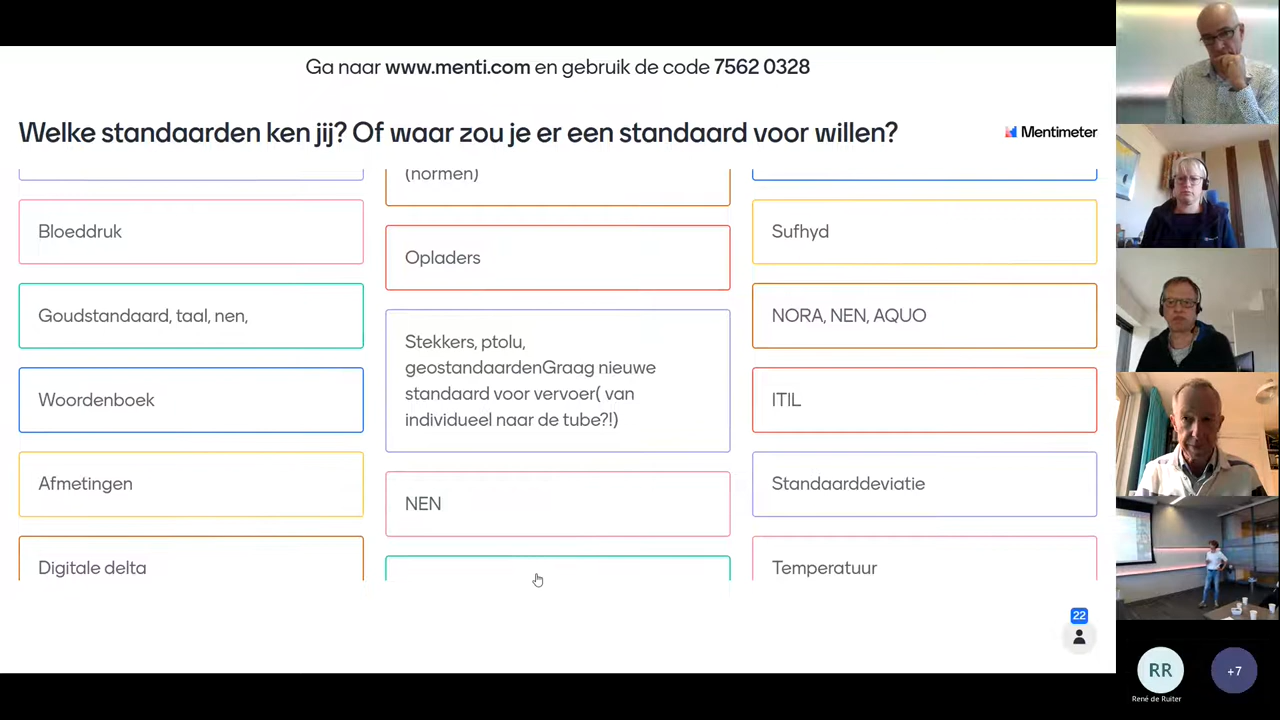 Ga naar www.menti.com en gebruik de code 7562 0328
Welke standaarden ken jij? Of waar zou je er een standaard voor willen?
Mentimeter
Bloeddruk
Goudstandaard, taal, nen,
Woordenboek
Afmetingen
Digitale delta
(normen)
Opladers
Stekkers, ptolu,
geostandaardenGraag nieuwe
standaard voor vervoer( van
individueel naar de tube?!)
NEN
Sufhyd
NORA, NEN, AQUO
ITIL
Standaarddeviatie
Temperatuur
22
RR
+7
René de Ruiter